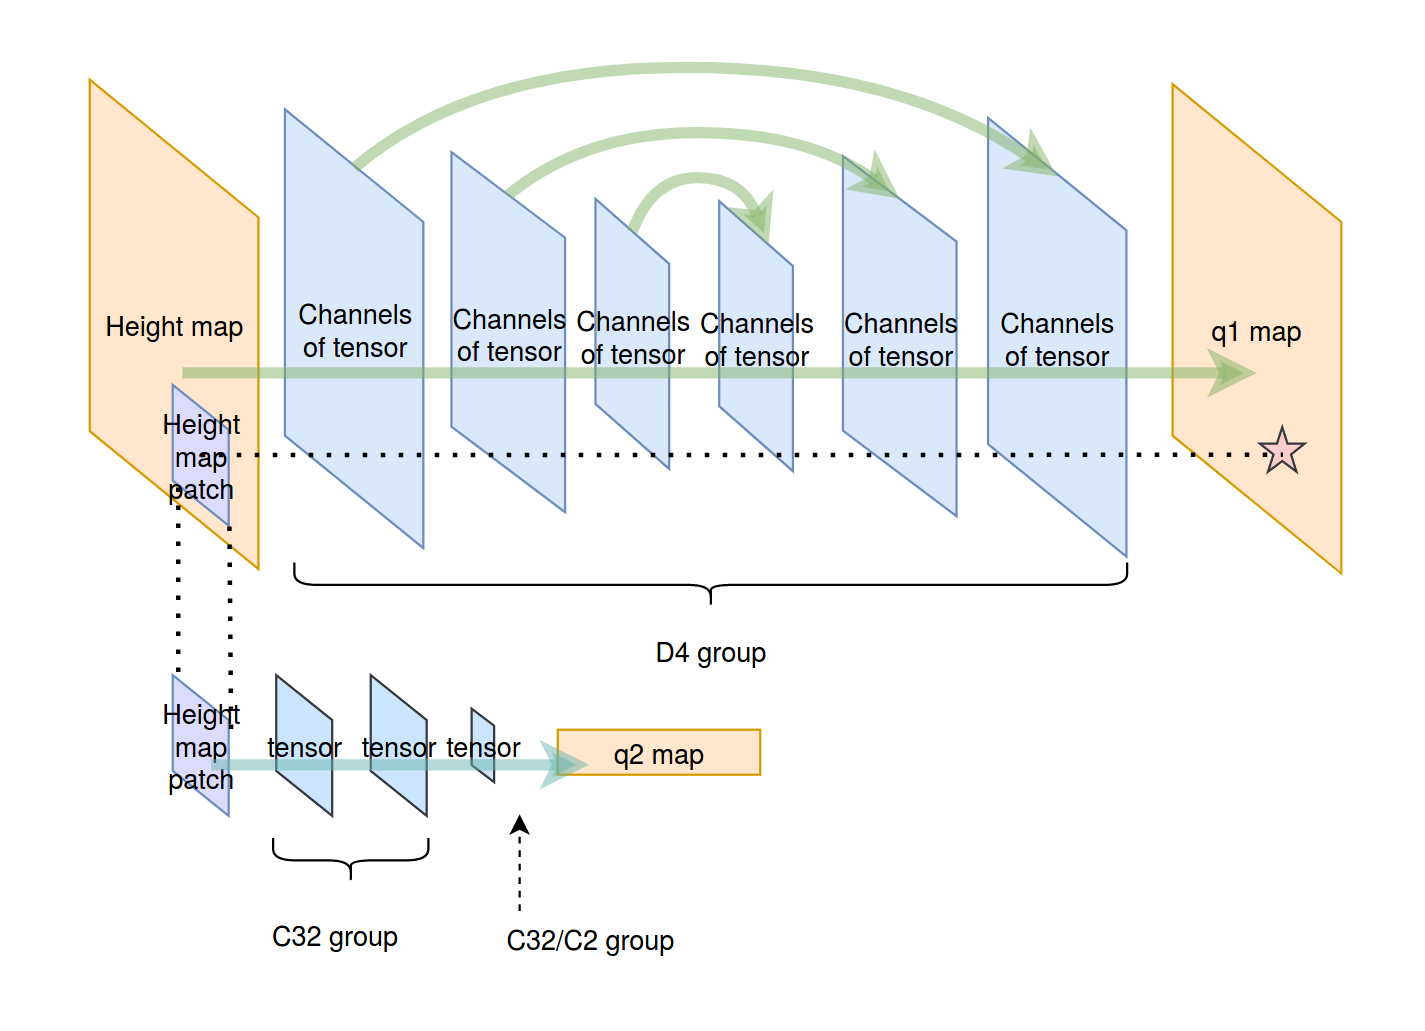 Height map
Channels
of tensor
Channels
of tensor
Channels
of tensor
Channels
of tensor
Channels
of tensor
Channels
of tensor
q1 map
Height
map
patch
D4 group
Height
map
patch
tensor
tensor
tensor
q2 map
C32 group
C32/C2 group